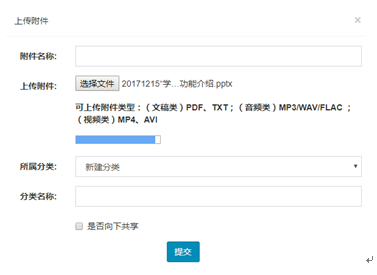 上传附件 ×
附件名称:
上传附件: 选择文件 20171215“学…功能介绍.pptx
可上传附件类型：（文稿类）PDF、TXT；（音频类）MP3/WAV/FLAC ；
（视频类）MP4、AVI
所属分类: 新建分类
分类名称:
是否向下共享
提交